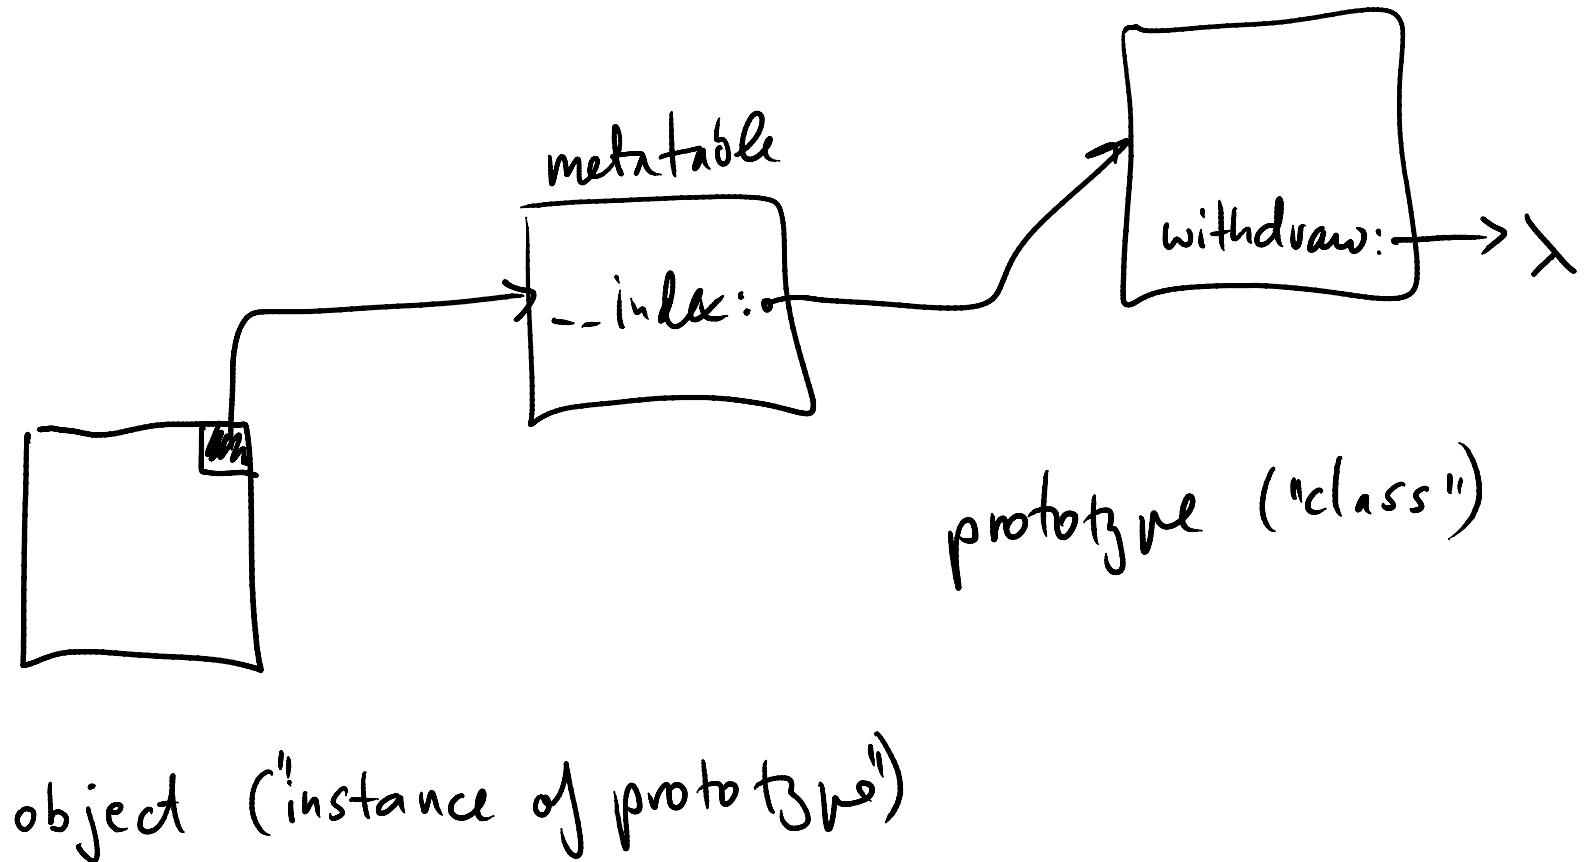 metatable
withdraw: λ
__index:
prototype ("class")
object ("instance of prototype")